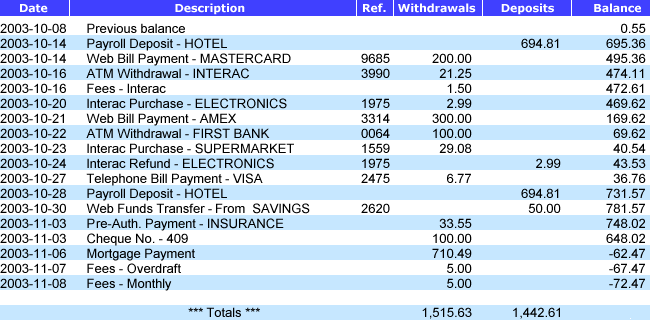 Date Description Ref. Withdrawals Deposits Balance
2003-10-08 Previous balance 0.55
2003-10-14 Payroll Deposit - HOTEL 694.81 695.36
2003-10-14 Web Bill Payment - MASTERCARD 9685 200.00 495.36
2003-10-16 ATM Withdrawal - INTERAC 3990 21.25 474.11
2003-10-16 Fees - Interac 1.50 472.61
2003-10-20 Interac Purchase - ELECTRONICS 1975 2.99 469.62
2003-10-21 Web Bill Payment - AMEX 3314 300.00 169.62
2003-10-22 ATM Withdrawal - FIRST BANK 0064 100.00 69.62
2003-10-23 Interac Purchase - SUPERMARKET 1559 29.08 40.54
2003-10-24 Interac Refund - ELECTRONICS 1975 2.99 43.53
2003-10-27 Telephone Bill Payment - VISA 2475 6.77 36.76
2003-10-28 Payroll Deposit - HOTEL 694.81 731.57
2003-10-30 Web Funds Transfer - From SAVINGS 2620 50.00 781.57
2003-11-03 Pre-Auth. Payment - INSURANCE 33.55 748.02
2003-11-03 Cheque No. - 409 100.00 648.02
2003-11-06 Mortgage Payment 710.49 -62.47
2003-11-07 Fees - Overdraft 5.00 -67.47
2003-11-08 Fees - Monthly 5.00 -72.47
*** Totals *** 1,515.63 1,442.61